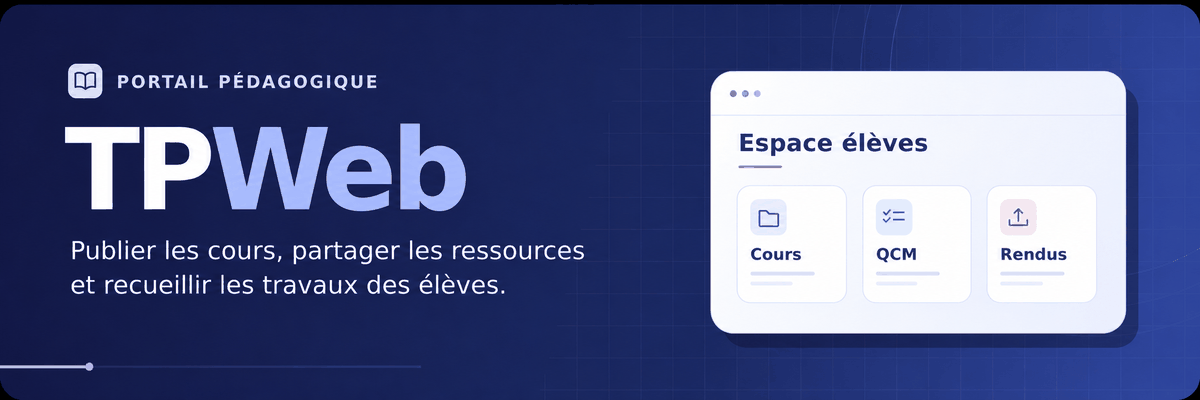 PORTAIL PÉDAGOGIQUE
TPWeb
Publier les cours, partager les ressources
et recueillir les travaux des élèves.
Espace élèves
Cours
QCM
Rendus